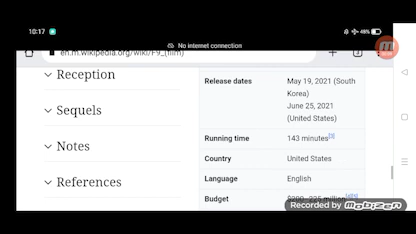 10:17
48%
No internet connection
en.m.wikipedia.org/wiki/F9_(film)
Reception
Sequels
Notes
References
Release dates
May 19, 2021 (South
Korea)
June 25, 2021
(United States)
Running time
143 minutes[3]
Country
United States
Language
English
Budget
Recorded by mobizen